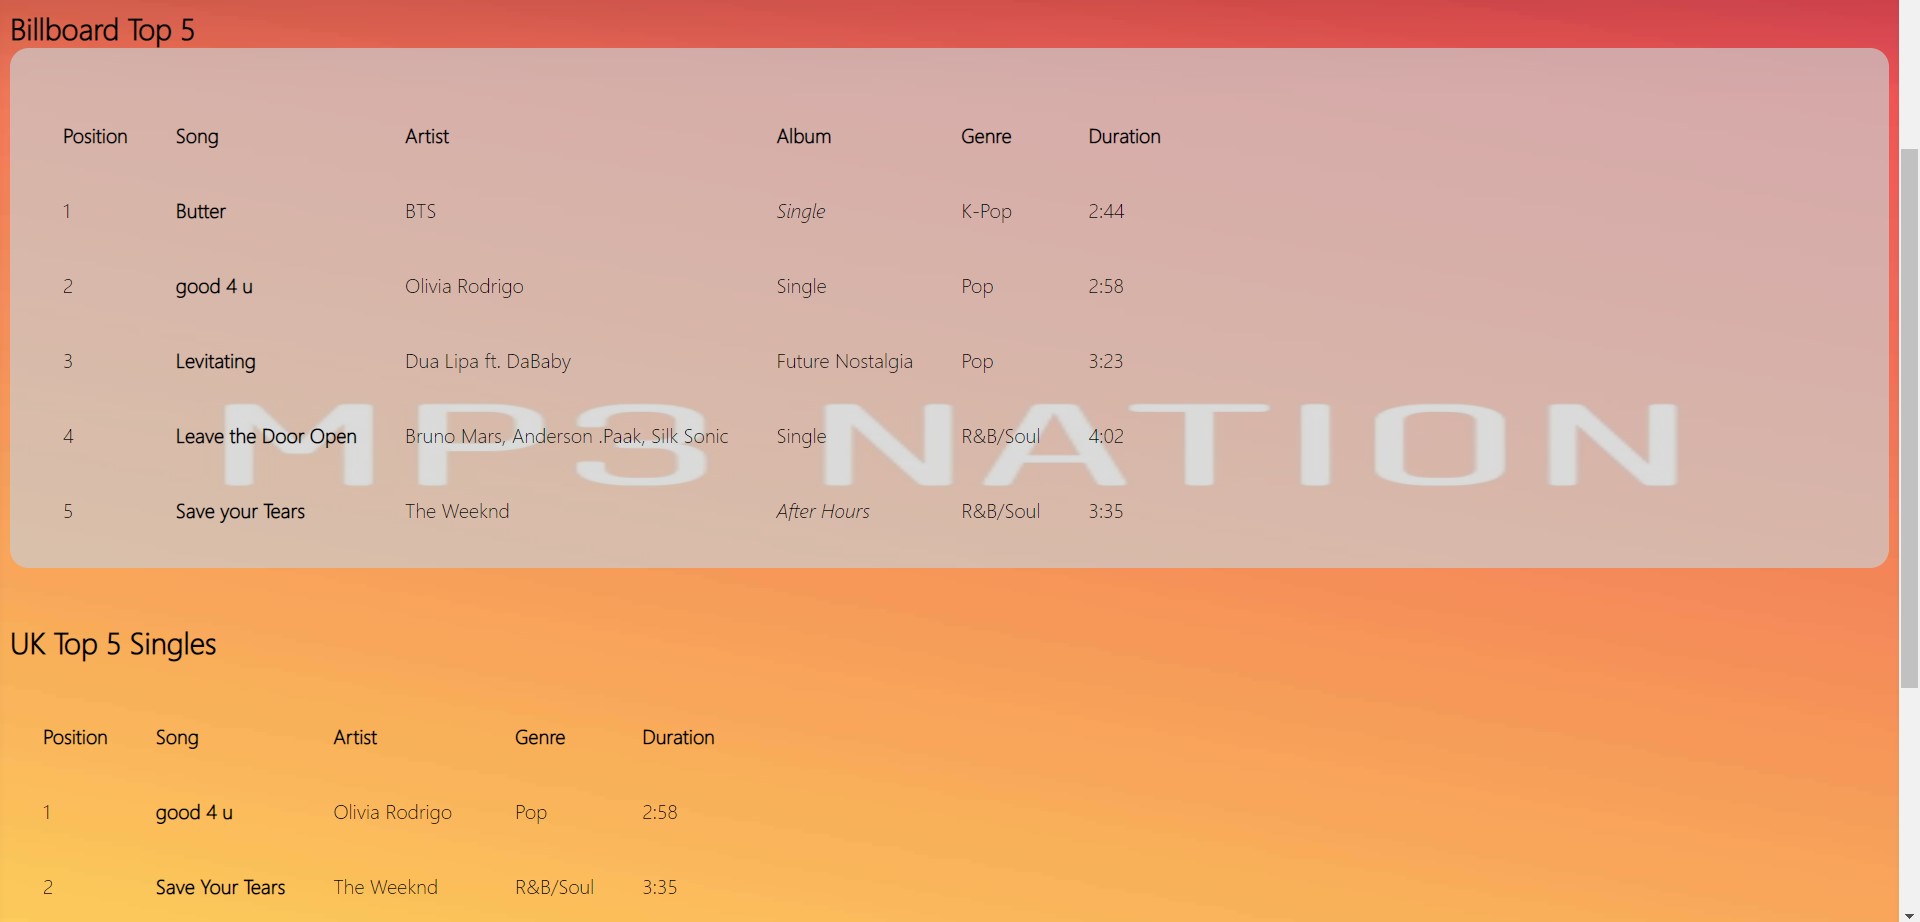 Billboard Top 5
Position Song Artist Album Genre Duration
1 Butter BTS Single K-Pop 2:44
2 good 4 u Olivia Rodrigo Single Pop 2:58
3 Levitating Dua Lipa ft. DaBaby Future Nostalgia Pop 3:23
MP3 NATION
4 Leave the Door Open Bruno Mars, Anderson .Paak, Silk Sonic Single R&B/Soul 4:02
5 Save your Tears The Weeknd After Hours R&B/Soul 3:35
UK Top 5 Singles
Position Song Artist Genre Duration
1 good 4 u Olivia Rodrigo Pop 2:58
2 Save Your Tears The Weeknd R&B/Soul 3:35